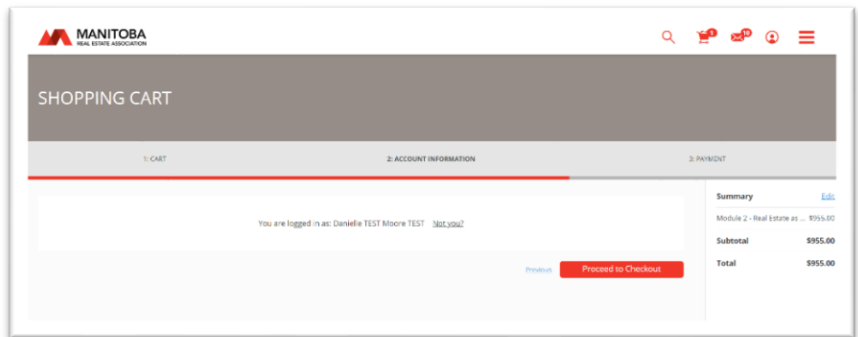 MANITOBA
REAL ESTATE ASSOCIATION
10
SHOPPING CART
1: CART
2: ACCOUNT INFORMATION
3: PAYMENT
You are logged in as: Danielle TEST Moore TEST Not you?
Previous Proceed to Checkout
Summary Edit
Module 2 - Real Estate as ... $955.00
Subtotal $955.00
Total $955.00